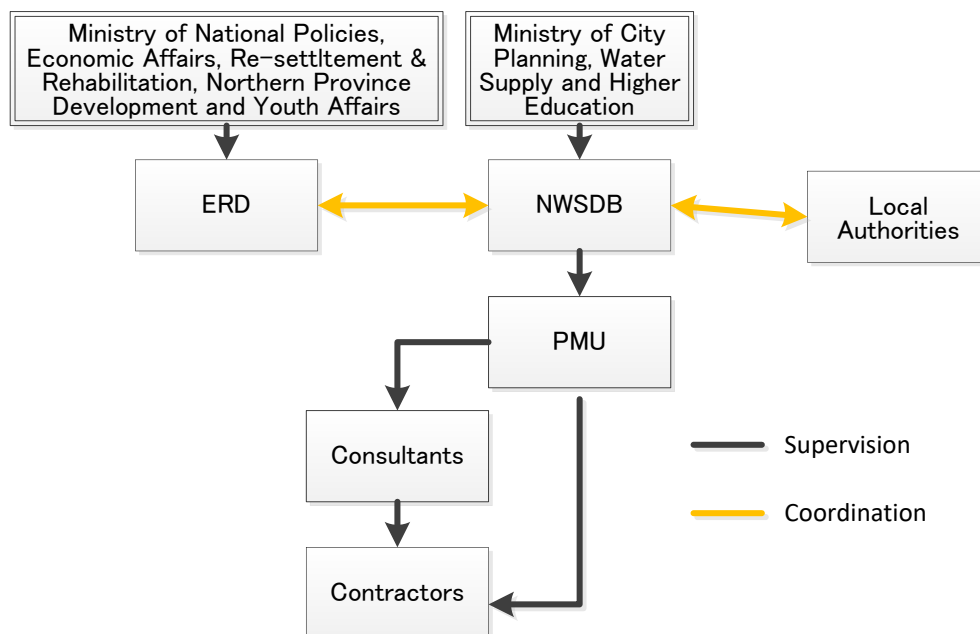 Ministry of National Policies,
Economic Affairs, Re-settltement &
Rehabilitation, Northern Province
Development and Youth Affairs
Ministry of City
Planning, Water
Supply and Higher
Education
ERD
NWSDB
Local
Authorities
PMU
Consultants
Supervision
Coordination
Contractors